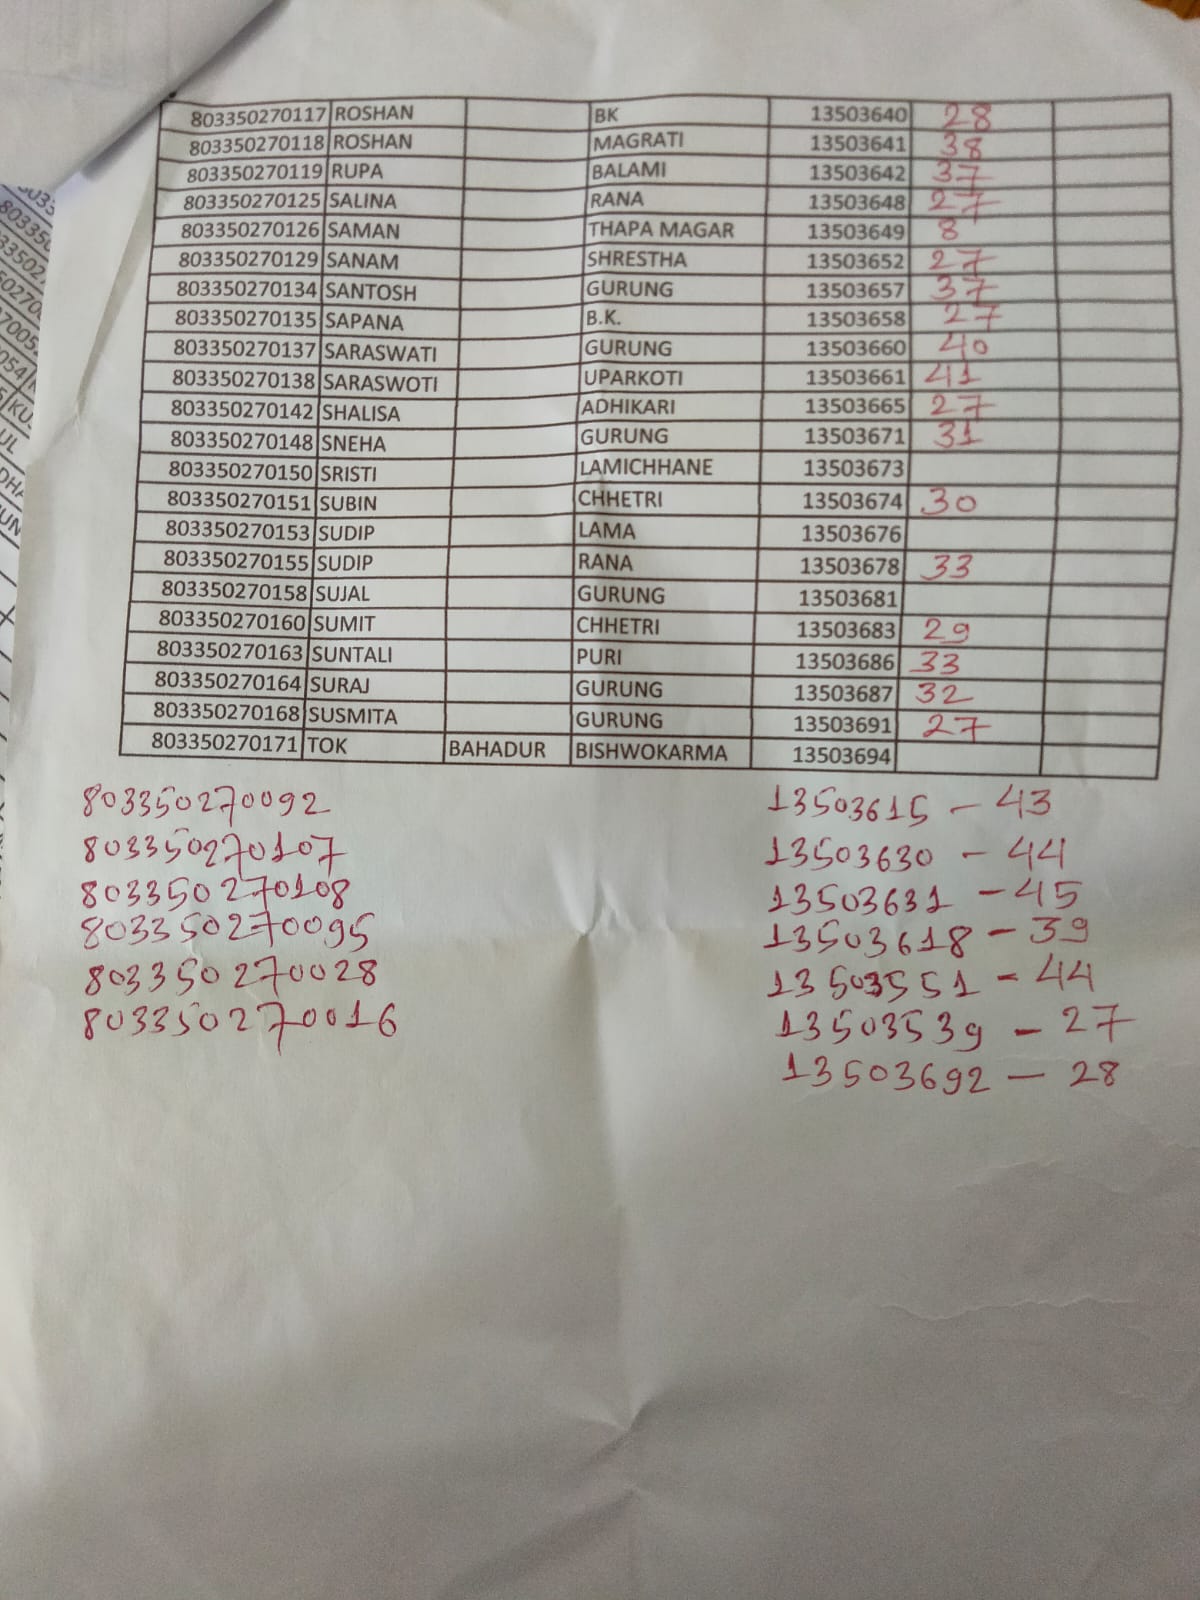 803350270117 ROSHAN BK 13503640 28
803350270118 ROSHAN MAGRATI 13503641 38
803350270119 RUPA BALAMI 13503642 37
803350270125 SALINA RANA 13503648 27
803350270126 SAMAN THAPA MAGAR 13503649 8
803350270129 SANAM SHRESTHA 13503652 27
803350270134 SANTOSH GURUNG 13503657 37
803350270135 SAPANA B.K. 13503658 27
803350270137 SARASWATI GURUNG 13503660 40
803350270138 SARASWOTI UPARKOTI 13503661 41
803350270142 SHALISA ADHIKARI 13503665 27
803350270148 SNEHA GURUNG 13503671 31
803350270150 SRISTI LAMICHHANE 13503673
803350270151 SUBIN CHHETRI 13503674 30
803350270153 SUDIP LAMA 13503676
803350270155 SUDIP RANA 13503678 33
803350270158 SUJAL GURUNG 13503681
803350270160 SUMIT CHHETRI 13503683 29
803350270163 SUNTALI PURI 13503686 33
803350270164 SURAJ GURUNG 13503687 32
803350270168 SUSMITA GURUNG 13503691 27
803350270171 TOK BAHADUR BISHWOKARMA 13503694
803350270092 13503615 - 43
803350270107 13503630 - 44
803350270108 13503631 - 45
803350270095 13503618 - 39
803350270028 13503551 - 44
803350270016 13503539 - 27
13503692 - 28